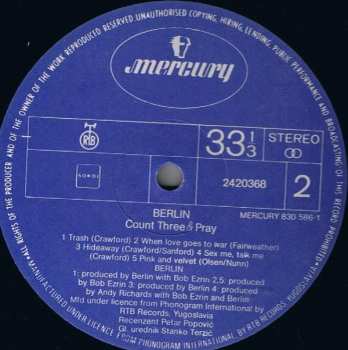 ALL RIGHTS OF THE PRODUCER AND OF THE OWNER OF THE WORK REPRODUCED RESERVED UNAUTHORISED COPYING, HIRING, LENDING, PUBLIC PERFORMANCE AND BROADCASTING OF THIS RECORD PROHIBITED
mercury
RTB
33 1/3
STEREO
SOKOJ
2420368
2
BERLIN
MERCURY 830 586-1
Count Three & Pray
1 Trash (Crawford) 2 When love goes to war (Fairweather)
3 Hideaway (Crawford/Sanford) 4 Sex me, talk me
(Crawford) 5 Pink and velvet (Olsen/Nunn)
BERLIN
1: produced by Berlin with Bob Ezrin 2,5: produced by
Bob Ezrin 3: produced by Berlin 4: produced by
Andy Richards with Bob Ezrin and Berlin
Mfd under licence from Phonogram International by
RTB Records, Yugoslavia
Recenzent Petar Popović
Gl. urednik Stanko Terzić
MANUFACTURED UNDER LICENCE FROM PHONOGRAM INTERNATIONAL BY RTB RECORDS, YUGOSLAVIA